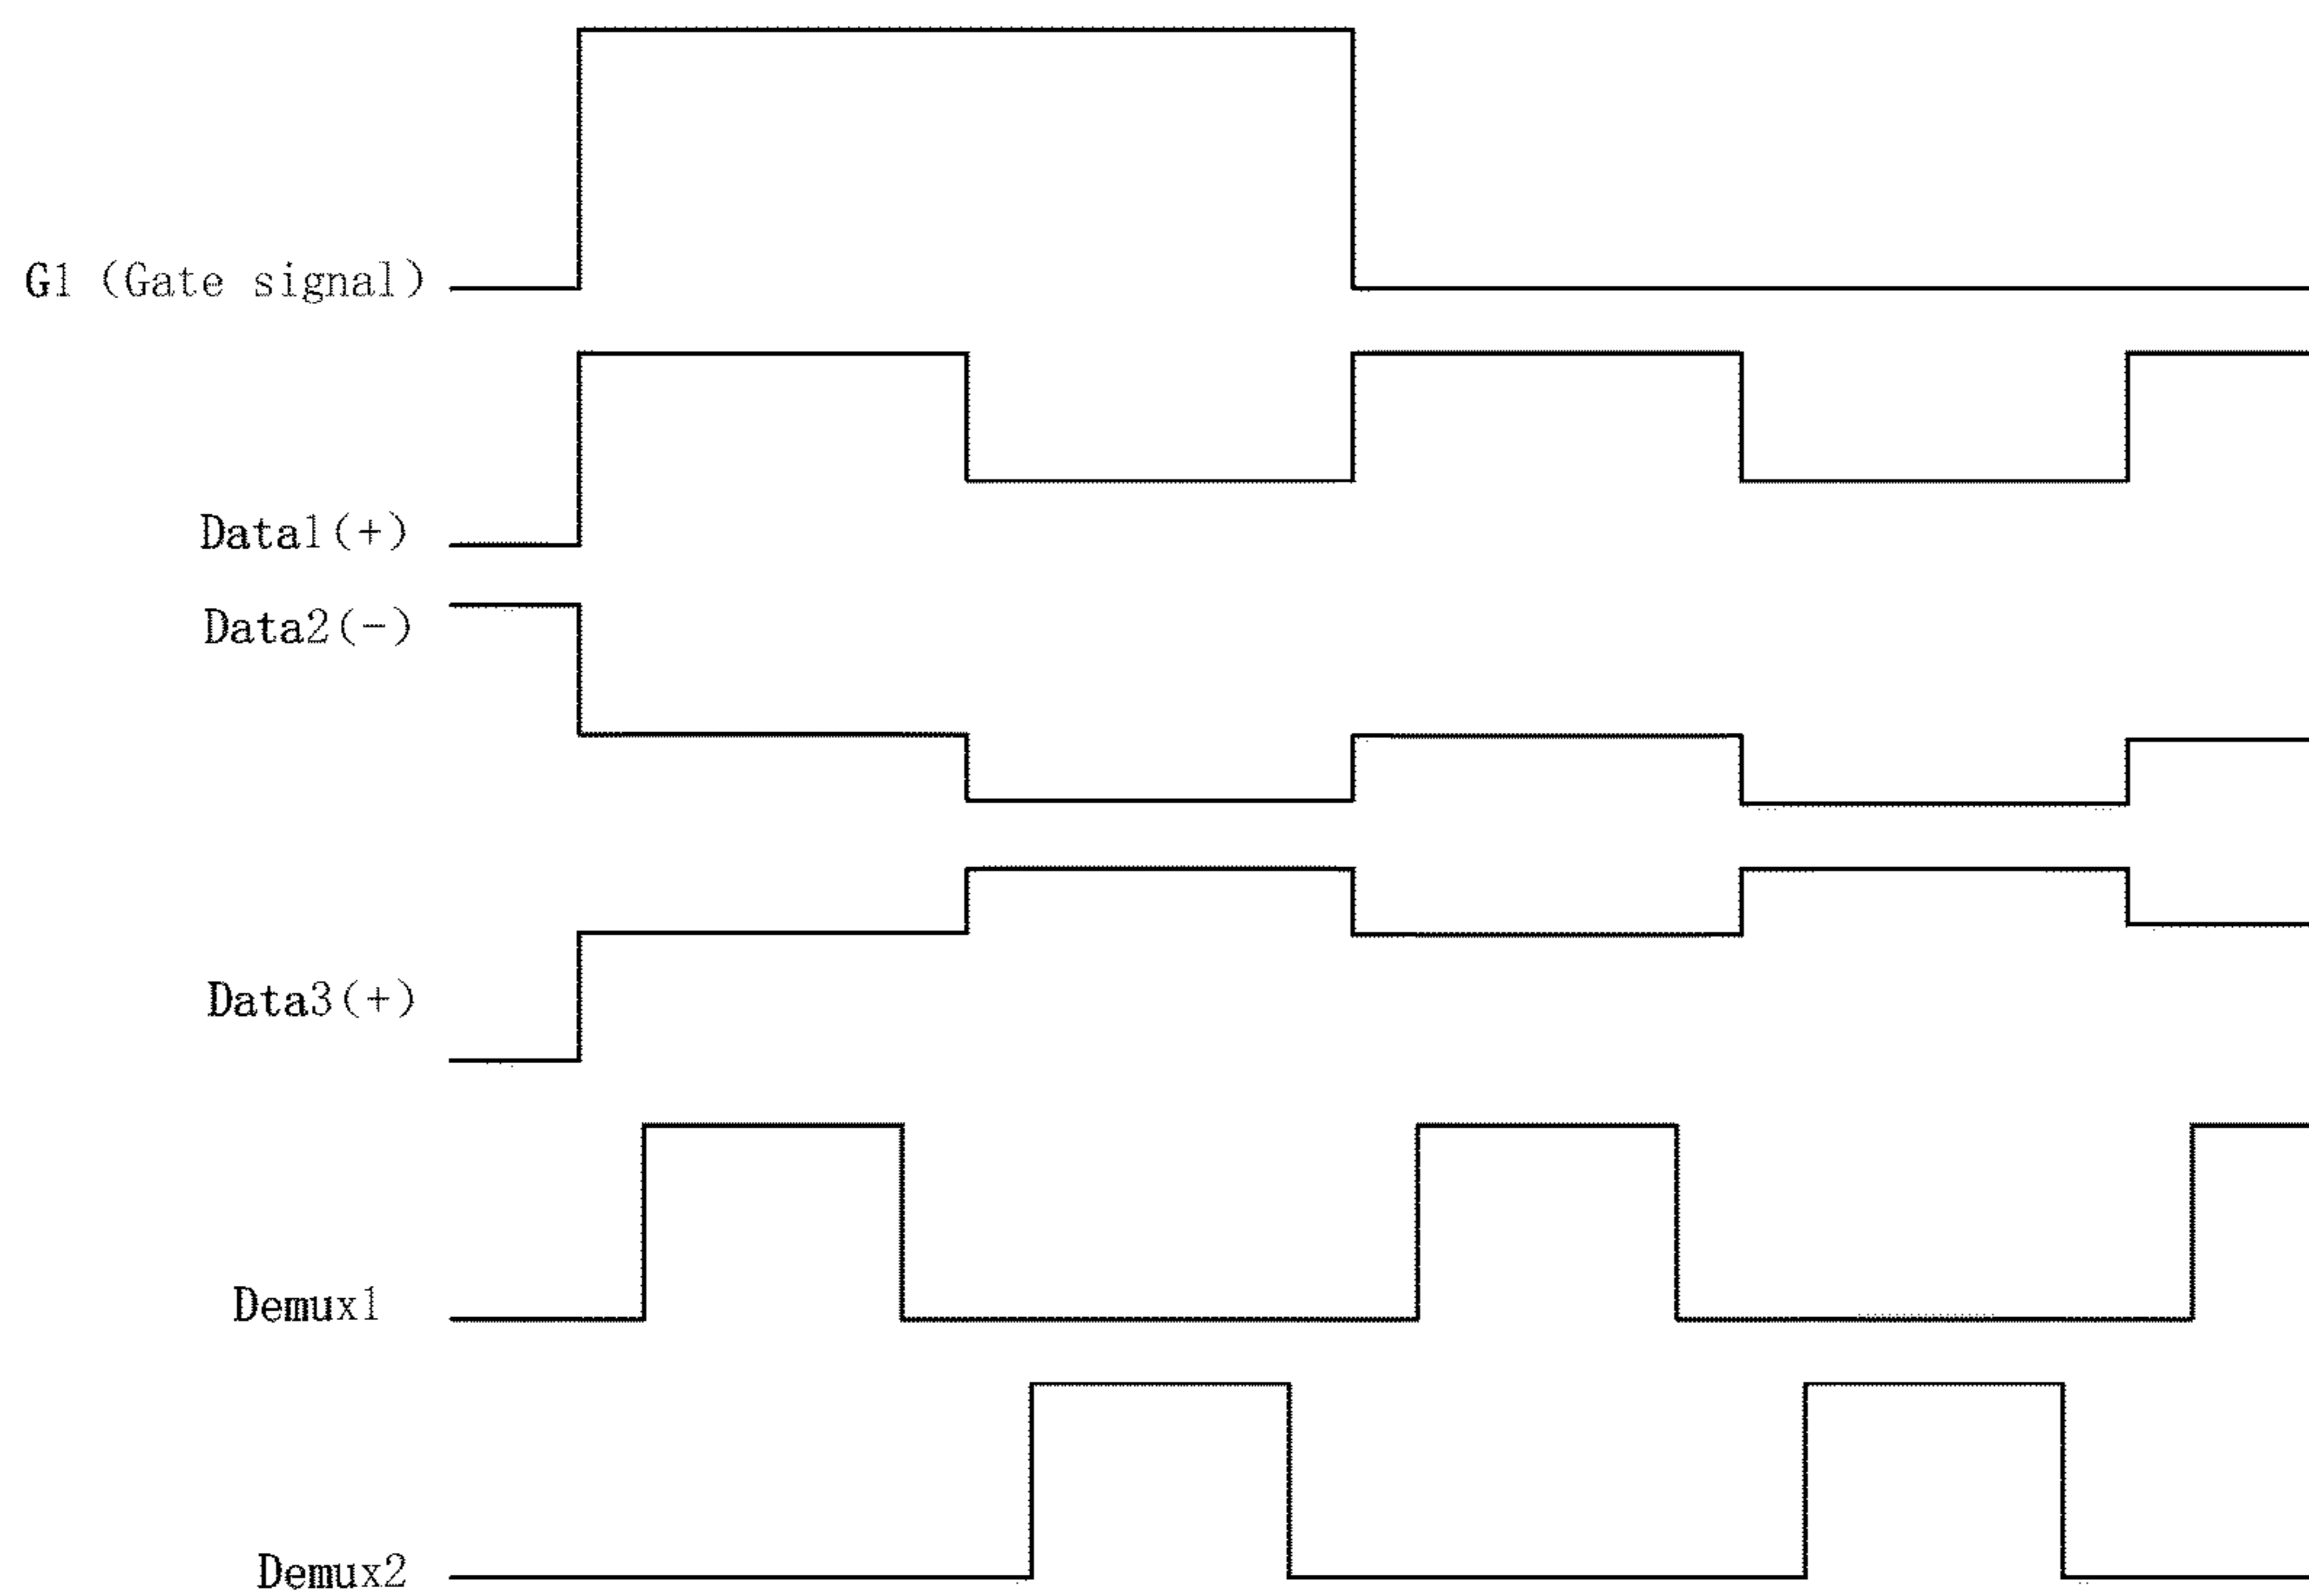 G1 (Gate signal)
Data1(+)
Data2(-)
Data3(+)
Demux1
Demux2